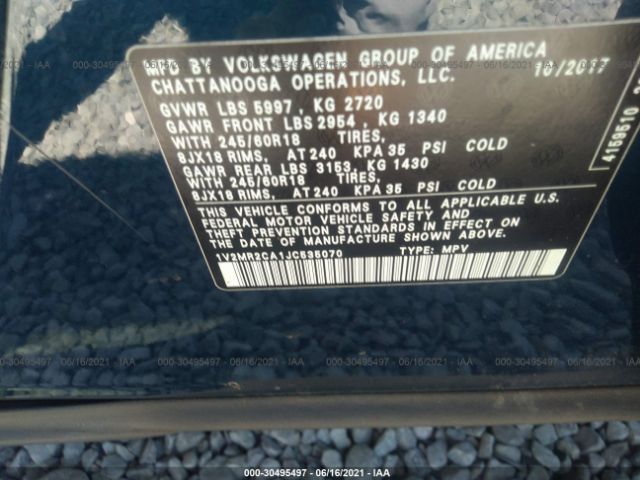 MFD BY VOLKSWAGEN GROUP OF AMERICA
CHATTANOOGA OPERATIONS, LLC. 10/2017
GVWR LBS 5997 , KG 2720
GAWR FRONT LBS 2954 , KG 1340
WITH 245/60R18 TIRES,
8JX18 RIMS, AT 240 KPA 35 PSI COLD
GAWR REAR LBS 3153, KG 1430
WITH 245/60R18 TIRES,
8JX18 RIMS, AT 240 KPA 35 PSI COLD
THIS VEHICLE CONFORMS TO ALL APPLICABLE U.S.
FEDERAL MOTOR VEHICLE SAFETY AND
THEFT PREVENTION STANDARDS IN EFFECT ON
THE DATE OF MANUFACTURE SHOWN ABOVE.
1V2MR2CA1JC536070 TYPE: MPV
4159510
000-30495497 - 06/16/2021 - IAA